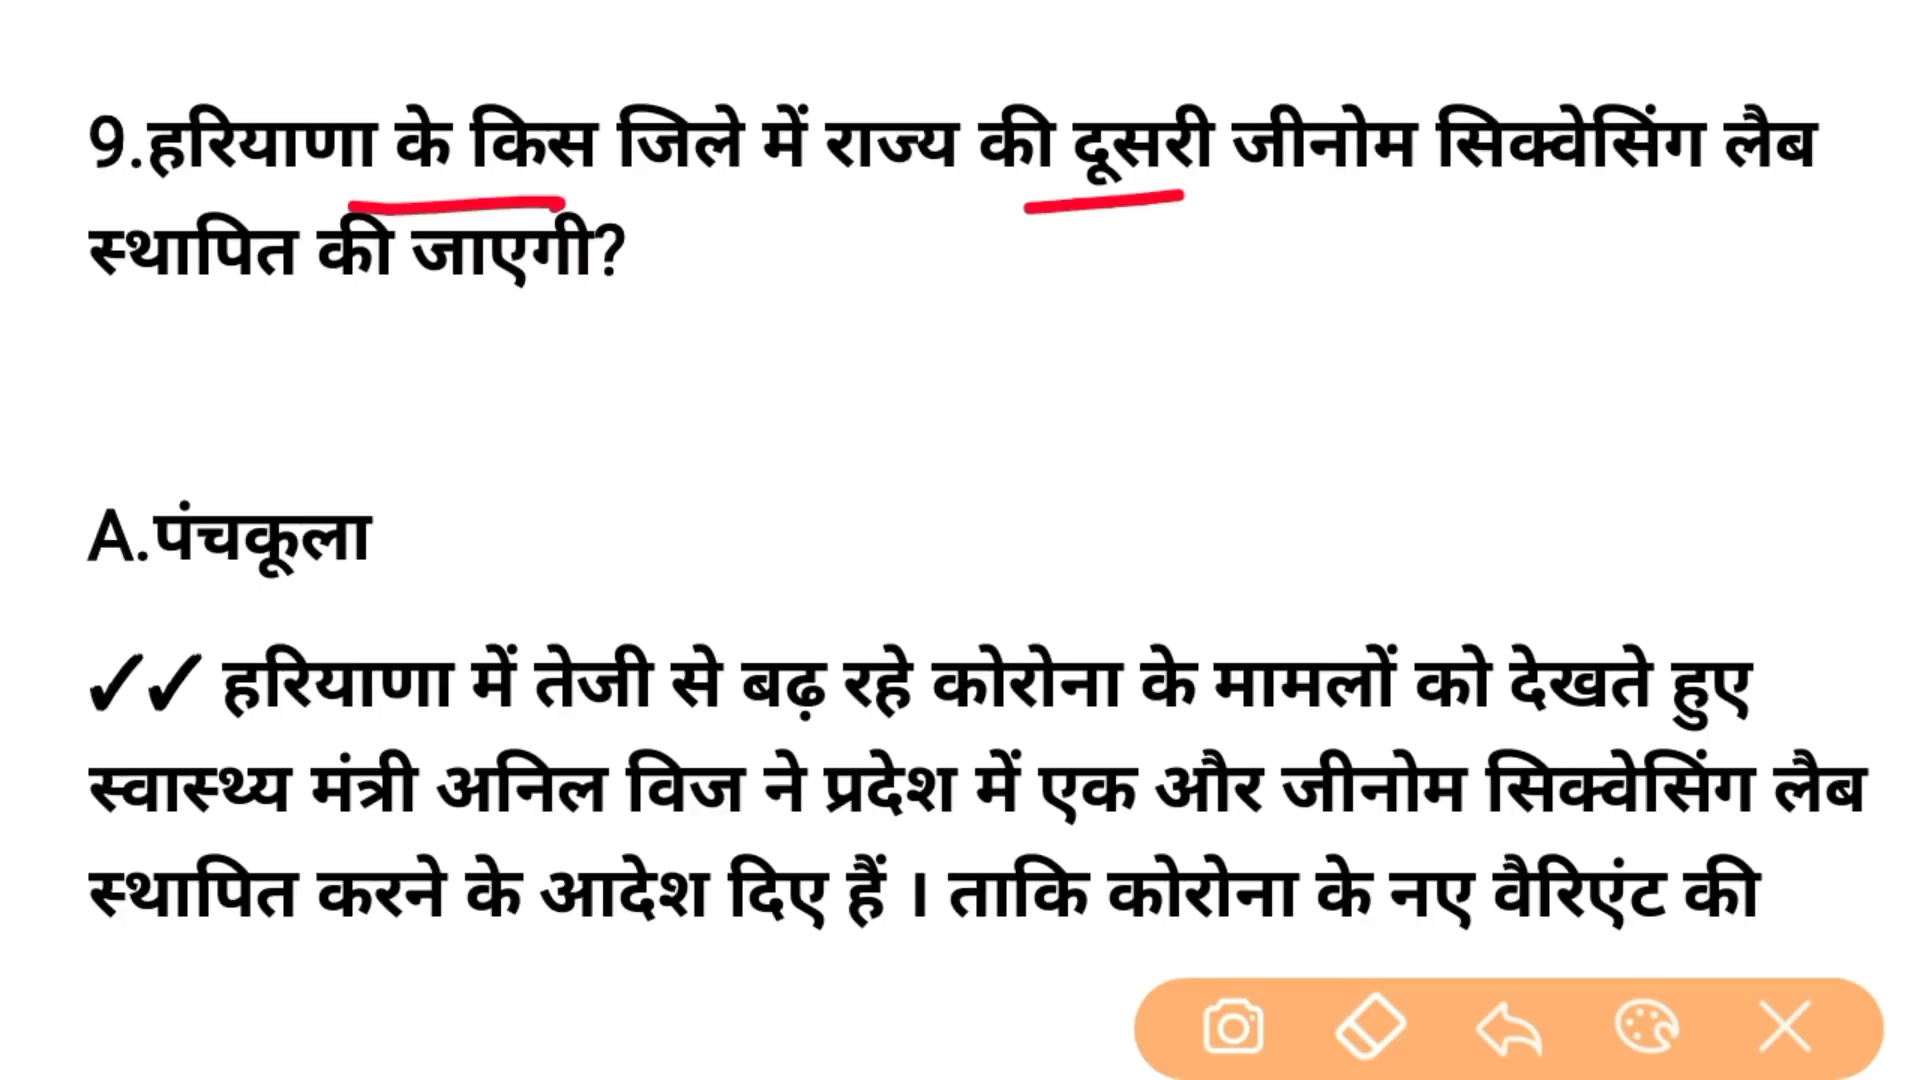 9.हरियाणा के किस जिले में राज्य की दूसरी जीनोम सिक्वेसिंग लैब
स्थापित की जाएगी?
A.पंचकूला
✓✓ हरियाणा में तेजी से बढ़ रहे कोरोना के मामलों को देखते हुए
स्वास्थ्य मंत्री अनिल विज ने प्रदेश में एक और जीनोम सिक्वेसिंग लैब
स्थापित करने के आदेश दिए हैं । ताकि कोरोना के नए वैरिएंट की